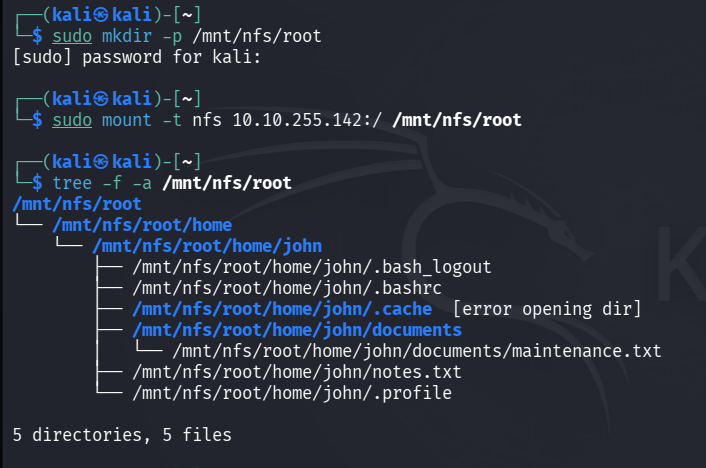 ┌──(kali㉿kali)-[~]
└─$ sudo mkdir -p /mnt/nfs/root
[sudo] password for kali:
┌──(kali㉿kali)-[~]
└─$ sudo mount -t nfs 10.10.255.142:/ /mnt/nfs/root
┌──(kali㉿kali)-[~]
└─$ tree -f -a /mnt/nfs/root
/mnt/nfs/root
└── /mnt/nfs/root/home
    └── /mnt/nfs/root/home/john
        ├── /mnt/nfs/root/home/john/.bash_logout
        ├── /mnt/nfs/root/home/john/.bashrc
        ├── /mnt/nfs/root/home/john/.cache  [error opening dir]
        ├── /mnt/nfs/root/home/john/documents
        │   └── /mnt/nfs/root/home/john/documents/maintenance.txt
        ├── /mnt/nfs/root/home/john/notes.txt
        └── /mnt/nfs/root/home/john/.profile
5 directories, 5 files
K